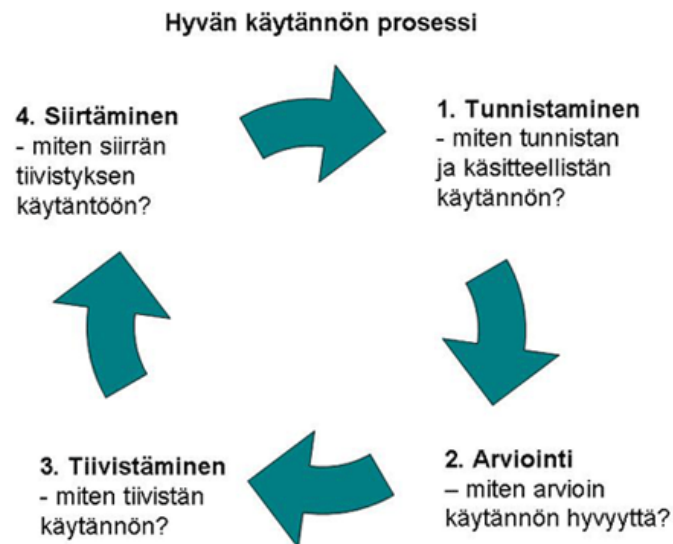 Hyvän käytännön prosessi
4. Siirtäminen
- miten siirrän
tiivistyksen
käytäntöön?
1. Tunnistaminen
- miten tunnistan
ja käsitteellistän
käytännön?
3. Tiivistäminen
- miten tiivistän
käytännön?
2. Arviointi
– miten arvioin
käytännön hyvyyttä?